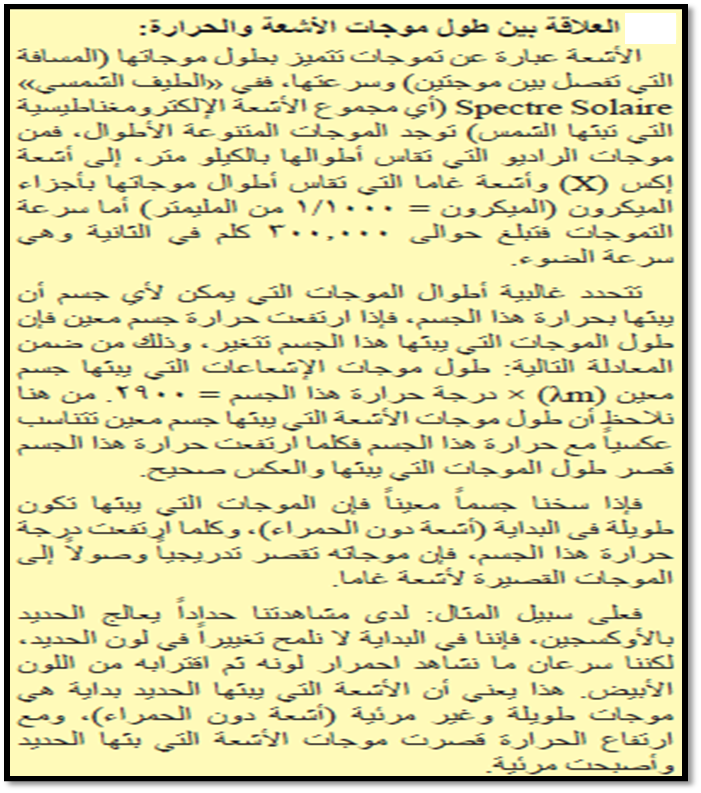 العلاقة بين طول موجات الأشعة والحرارة:
الأشعة عبارة عن تموجات تتميز بطول موجاتها (المسافة
التي تفصل بين موجتين) وسرعتها، ففي «الطيف الشمسي»
Spectre Solaire (أي مجموع الأشعة الإلكترومغناطيسية
التي تبثها الشمس) توجد الموجات المتنوعة الأطوال، فمن
موجات الراديو التي تقاس أطوالها بالكيلو متر، إلى أشعة
إكس (X) وأشعة غاما التي تقاس أطوال موجاتها بأجزاء
الميكرون (الميكرون = ١/١٠٠٠ من المليمتر) أما سرعة
التموجات فتبلغ حوالى ٣٠٠,٠٠٠ كلم في الثانية وهي
سرعة الضوء.
تتحدد غالبية أطوال الموجات التي يمكن لأي جسم أن
يبثها بحرارة هذا الجسم، فإذا ارتفعت حرارة جسم معين فإن
طول الموجات التي يبثها هذا الجسم تتغير، وذلك من ضمن
المعادلة التالية: طول موجات الإشعاعات التي يبثها جسم
معين (λm) × درجة حرارة هذا الجسم = ٢٩٠٠. من هنا
نلاحظ أن طول موجات الأشعة التي يبثها جسم معين تتناسب
عكسياً مع حرارة هذا الجسم فكلما ارتفعت حرارة هذا الجسم
قصر طول الموجات التي يبثها والعكس صحيح.
فإذا سخنا جسماً معيناً فإن الموجات التي يبثها تكون
طويلة في البداية (أشعة دون الحمراء)، وكلما ارتفعت درجة
حرارة هذا الجسم، فإن موجاته تقصر تدريجياً وصولاً إلى
الموجات القصيرة لأشعة غاما.
فعلى سبيل المثال: لدى مشاهدتنا حداداً يعالج الحديد
بالأوكسجين، فإننا في البداية لا نلمح تغييراً في لون الحديد،
لكننا سرعان ما نشاهد احمرار لونه ثم اقترابه من اللون
الأبيض. هذا يعني أن الأشعة التي يبثها الحديد بداية هي
موجات طويلة وغير مرئية (أشعة دون الحمراء)، ومع
ارتفاع الحرارة قصرت موجات الأشعة التي بثها الحديد
وأصبحت مرئية.